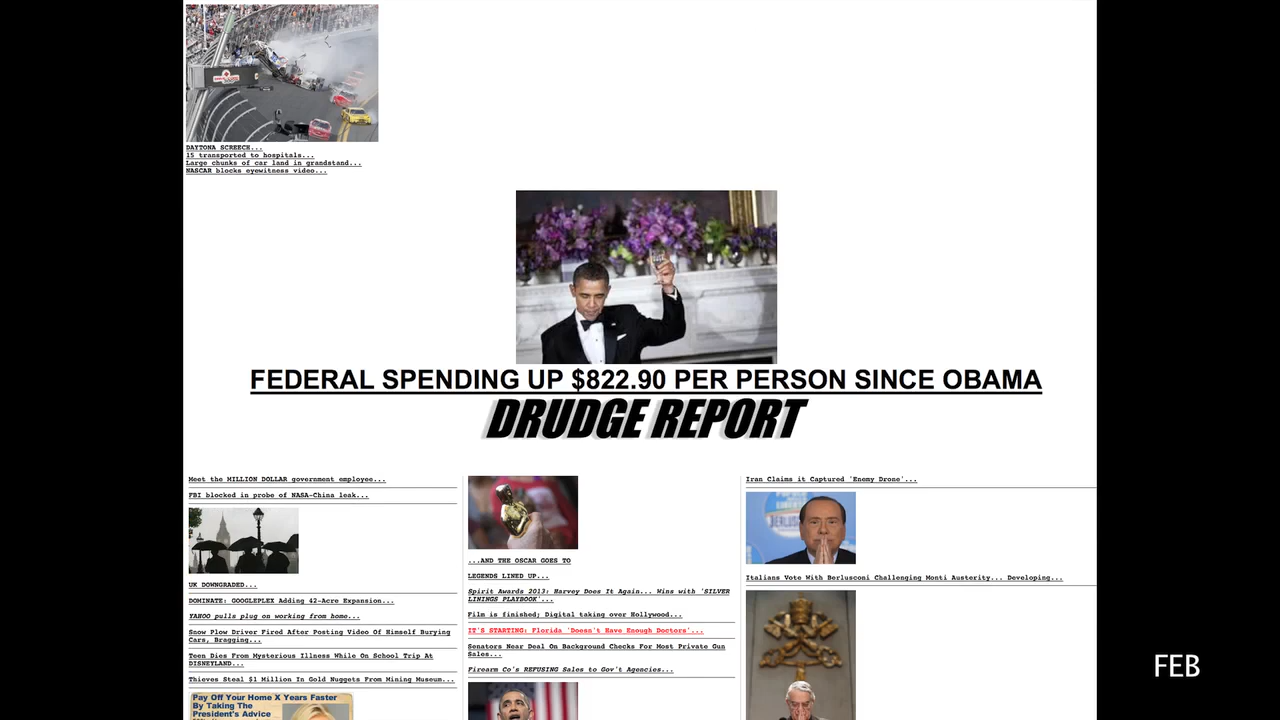 DAYTONA SCREECH...
15 transported to hospitals...
Large chunks of car land in grandstand...
NASCAR blocks eyewitness video...
FEDERAL SPENDING UP $822.90 PER PERSON SINCE OBAMA
DRUDGE REPORT
Meet the MILLION DOLLAR government employee...
FBI blocked in probe of NASA-China leak...
UK DOWNGRADED...
DOMINATE: GOOGLEPLEX Adding 42-Acre Expansion...
YAHOO pulls plug on working from home...
Snow Plow Driver Fired After Posting Video Of Himself Burying
Cars, Bragging...
Teen Dies From Mysterious Illness While On School Trip At
DISNEYLAND...
Thieves Steal $1 Million In Gold Nuggets From Mining Museum...
Pay Off Your Home X Years Faster
By Taking The
President's Advice
...AND THE OSCAR GOES TO
LEGENDS LINED UP...
Spirit Awards 2013: Harvey Does It Again... Wins with 'SILVER
LININGS PLAYBOOK'...
Film is finished; Digital taking over Hollywood...
IT'S STARTING: Florida 'Doesn't Have Enough Doctors'...
Senators Near Deal On Background Checks For Most Private Gun
Sales...
Firearm Co's REFUSING Sales to Gov't Agencies...
Iran Claims it Captured 'Enemy Drone'...
Italians Vote With Berlusconi Challenging Monti Austerity... Developing...
FEB